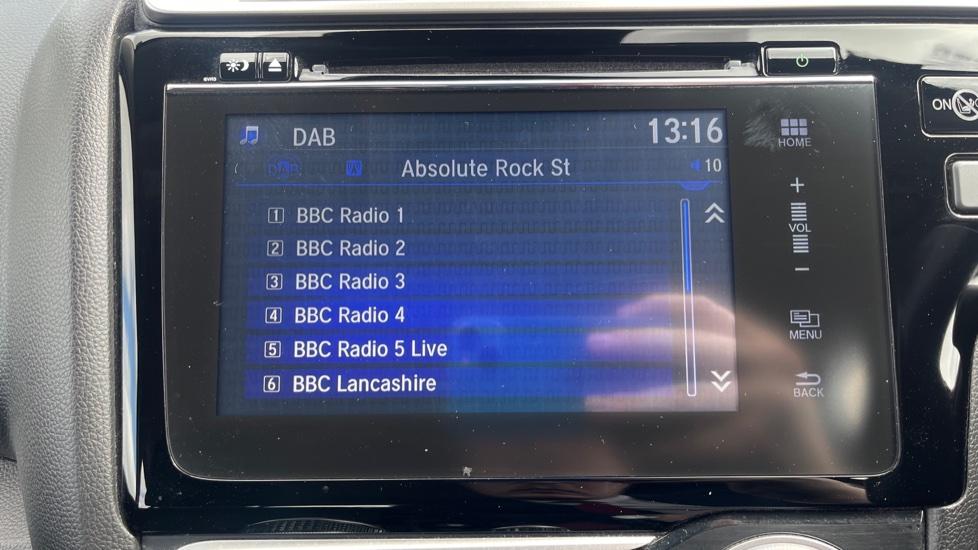 DAB
13:16
DAB
Absolute Rock St
10
1 BBC Radio 1
2 BBC Radio 2
3 BBC Radio 3
4 BBC Radio 4
5 BBC Radio 5 Live
6 BBC Lancashire
HOME
+
VOL
−
MENU
BACK
ON